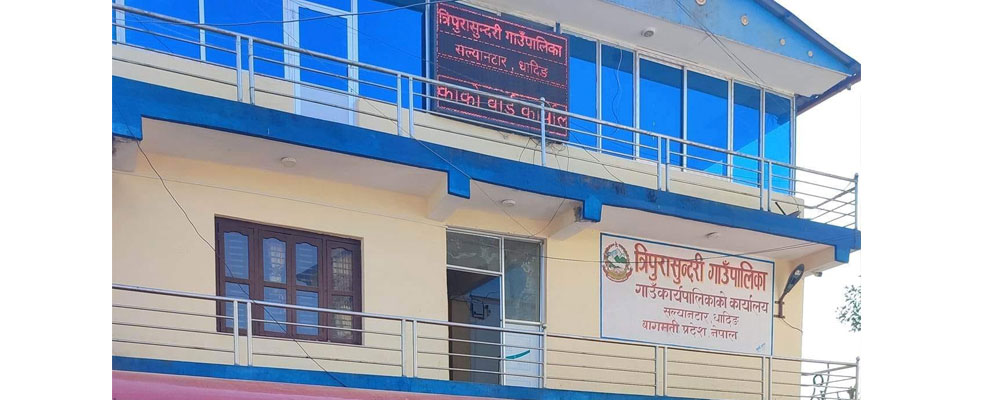 त्रिपुरासुन्दरी गाउँपालिका
सल्यानटार , धादिङ
त्रिपुरासुन्दरी गाउँपालिका
गाउँकार्यपालिकाको कार्यालय
सल्यानटार, धादिङ
बागमती प्रदेश, नेपाल